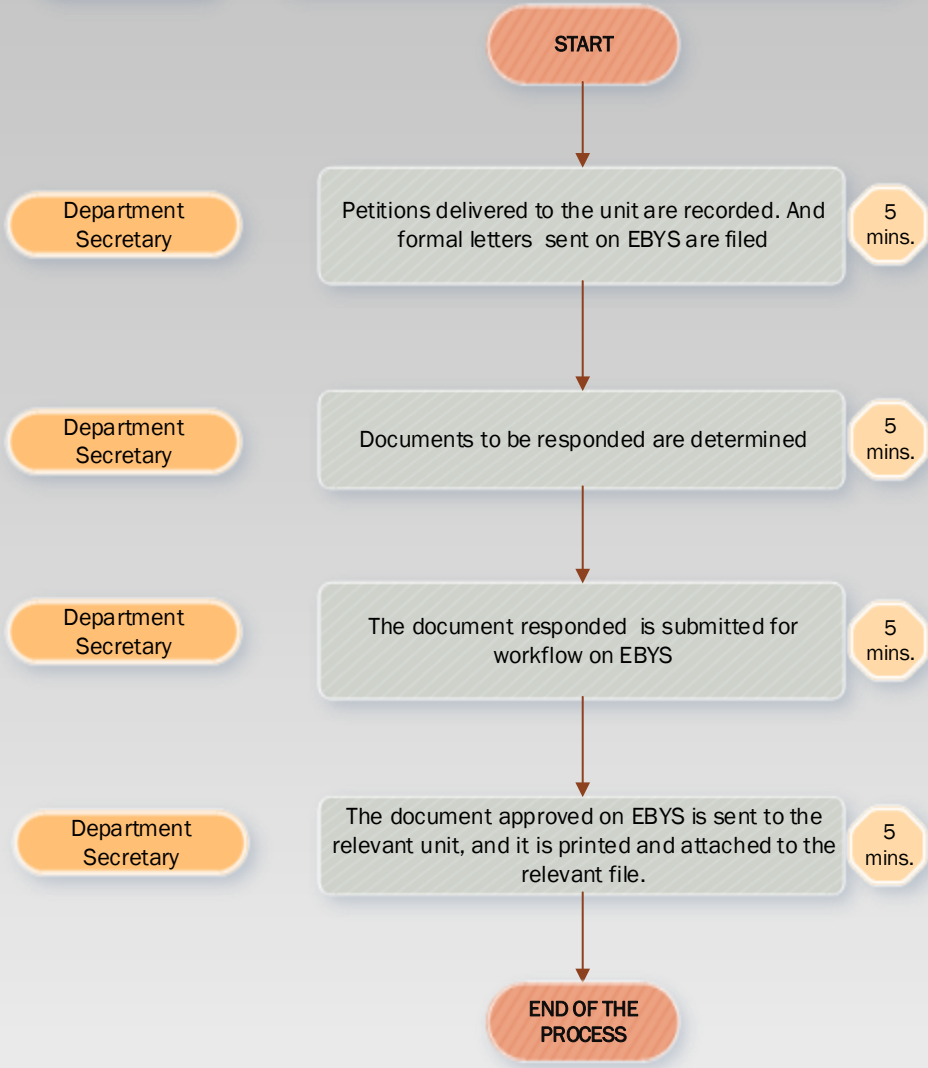 START
Department
Secretary
Petitions delivered to the unit are recorded. And
formal letters sent on EBYS are filed
5
mins.
Department
Secretary
Documents to be responded are determined
5
mins.
Department
Secretary
The document responded is submitted for
workflow on EBYS
5
mins.
Department
Secretary
The document approved on EBYS is sent to the
relevant unit, and it is printed and attached to the
relevant file.
5
mins.
END OF THE
PROCESS